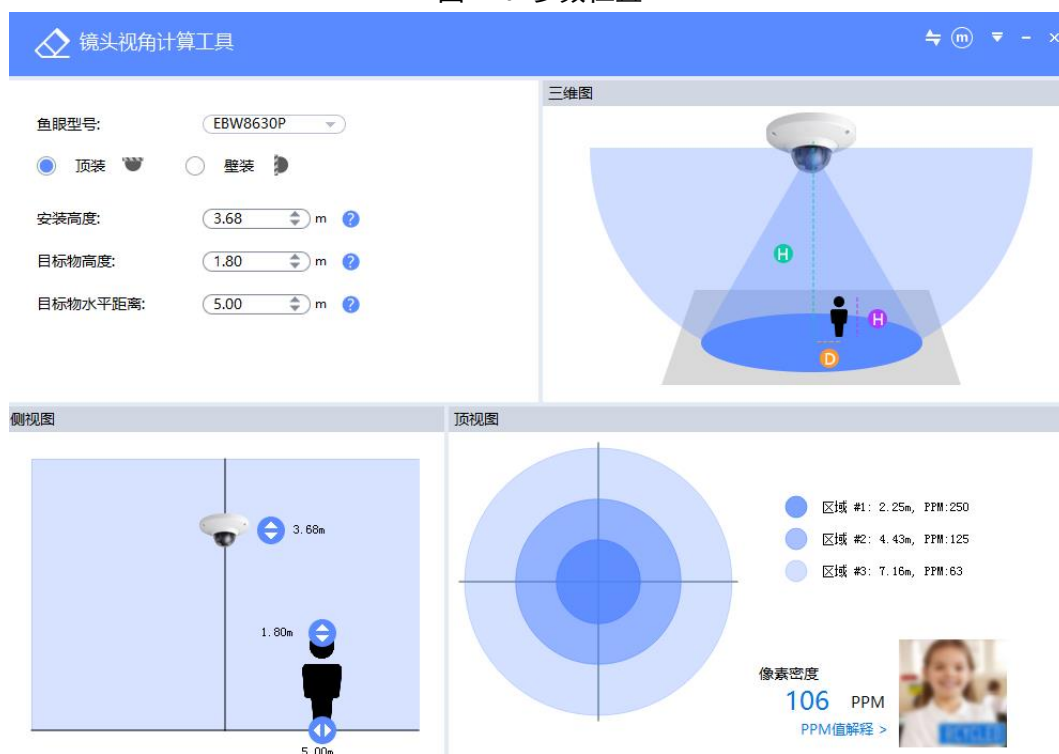 镜头视角计算工具
m
三维图
鱼眼型号:
EBW8630P
顶装
壁装
安装高度:
3.68
m
?
目标物高度:
1.80
m
?
目标物水平距离:
5.00
m
?
H
H
D
侧视图
顶视图
3.68m
1.80m
5.00m
区域 #1: 2.25m, PPM:250
区域 #2: 4.43m, PPM:125
区域 #3: 7.16m, PPM:63
像素密度
106 PPM
PPM值解释 >